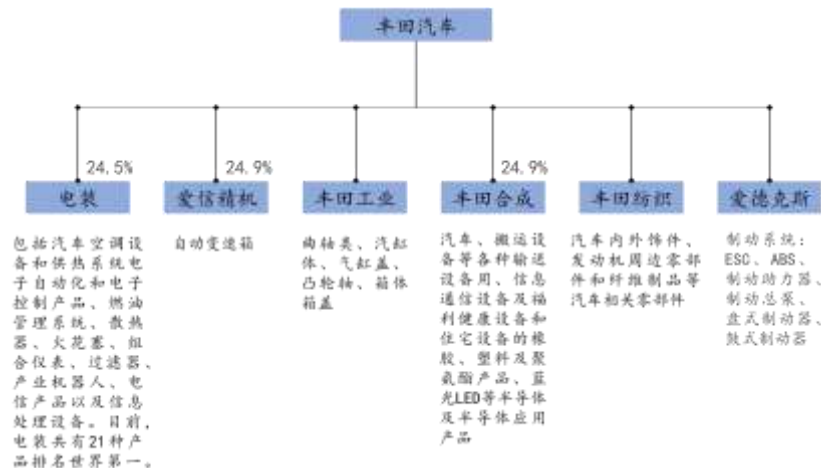 丰田汽车
24.5%
24.9%
24.9%
电装
爱信精机
丰田工业
丰田合成
丰田纺织
爱德克斯
包括汽车空调设
备和供热系统电
子自动化和电子
控制产品、燃油
管理系统、散热
器、火花塞、组
合仪表、过滤器、
产业机器人、电
信产品以及信息
处理设备。目前,
电装共有21种产
品排名世界第一。
自动变速箱
曲轴类、汽缸
体、气缸盖、
凸轮轴、箱体
箱盖
汽车、搬运设
备等各种输送
设备用、信息
通信设备及福
利健康设备和
住宅设备的橡
胶、塑料及聚
氨酯产品、蓝
光LED等半导体
及半导体应用
产品
汽车内外饰件、
发动机周边零部
件和纤维制品等
汽车相关零部件
制动系统:
ESC、ABS、
制动助力器、
制动总泵、
盘式制动器、
鼓式制动器